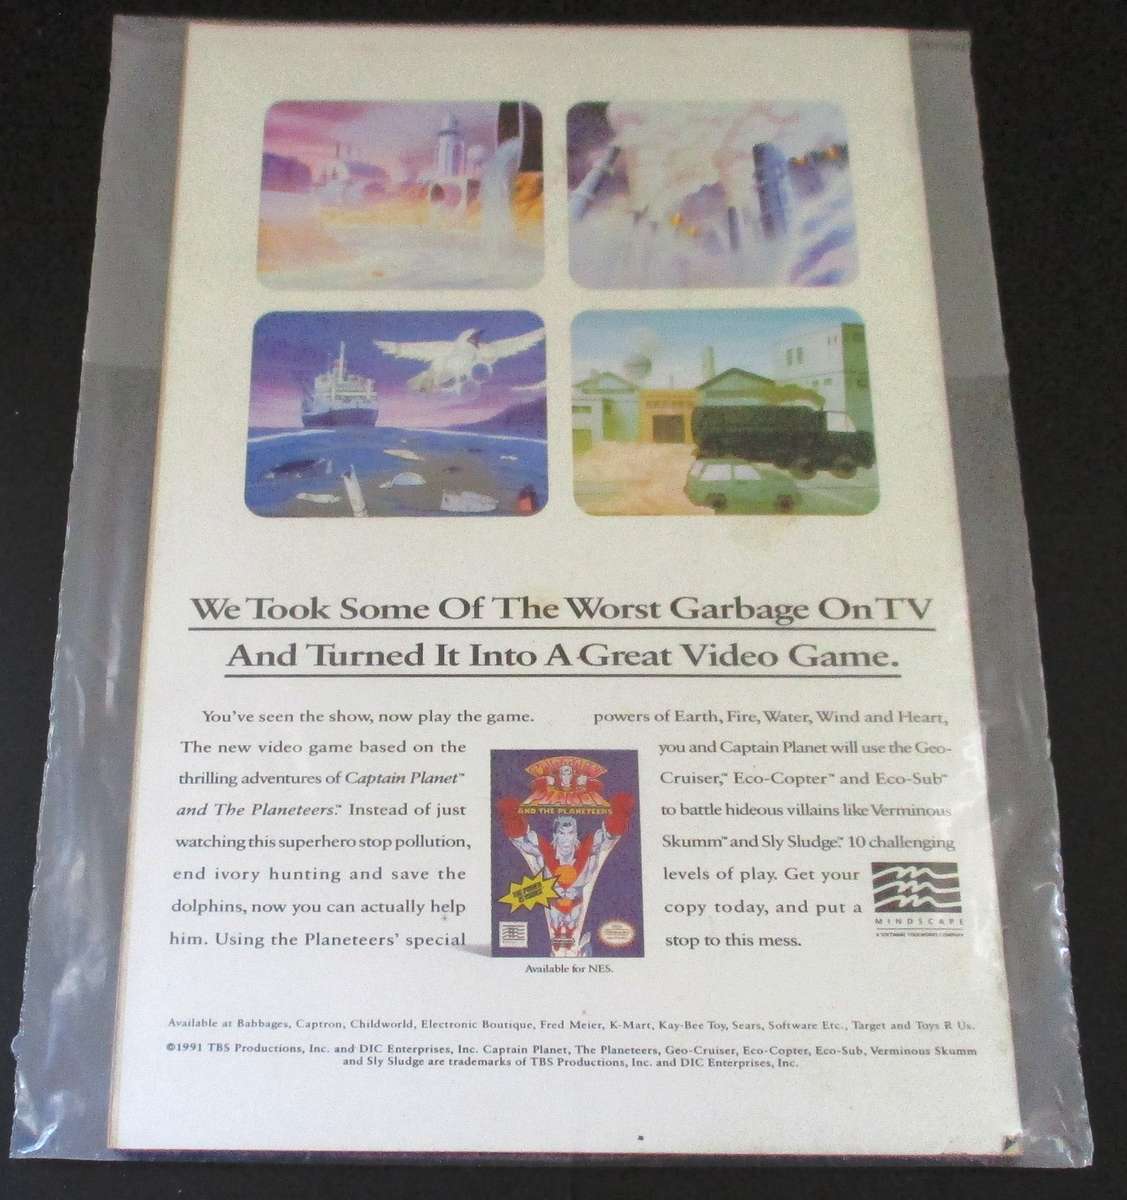 We Took Some Of The Worst Garbage On TV
And Turned It Into A Great Video Game.
You've seen the show, now play the game.
The new video game based on the
thrilling adventures of Captain Planet™
and The Planeteers.™ Instead of just
watching this superhero stop pollution,
end ivory hunting and save the
dolphins, now you can actually help
him. Using the Planeteers' special
CAPTAIN
PLANET
AND THE PLANETEERS
THE POWER
IS YOURS!
Available for NES.
powers of Earth, Fire, Water, Wind and Heart,
you and Captain Planet will use the Geo-
Cruiser,™ Eco-Copter™ and Eco-Sub™
to battle hideous villains like Verminous
Skumm™ and Sly Sludge.™ 10 challenging
levels of play. Get your
copy today, and put a
stop to this mess.
MINDSCAPE
A SOFTWARE TOOLWORKS COMPANY
Available at Babbages, Captron, Childworld, Electronic Boutique, Fred Meier, K-Mart, Kay-Bee Toy, Sears, Software Etc., Target and Toys R Us.
©1991 TBS Productions, Inc. and DIC Enterprises, Inc. Captain Planet, The Planeteers, Geo-Cruiser, Eco-Copter, Eco-Sub, Verminous Skumm
and Sly Sludge are trademarks of TBS Productions, Inc. and DIC Enterprises, Inc.